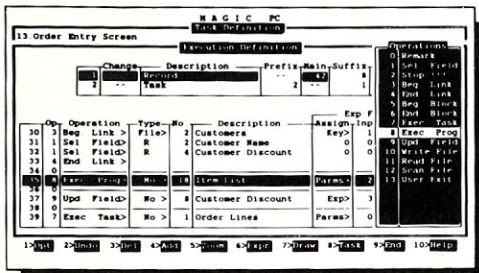 MAGIC PC
Task Definition
13 Order Entry Screen
Execution Definition
Change Description Prefix Main Suffix
1 Record -- 42 8
2 -- Task 2 -- 1
Exp F
Op Operation Type No Description Assign Inp
30 3 Beg Link > File> 2 Customers Key> 1
31 1 Sel Field> R 2 Customer Name 0 0
32 1 Sel Field> R 4 Customer Discount 0 0
33 4 End Link >
34 0
35 8 Exec Prog> No > 18 Item List Parms> 2
36 0
37 9 Upd Field> No > 8 Customer Discount Exp> 3
38 0
39 7 Exec Task> No > 1 Order Lines Parms> 0
Operations
0 Remark
1 Sel Field
2 Stop
3 Beg Link
4 End Link
5 Beg Block
6 End Block
7 Exec Task
8 Exec Prog
9 Upd Field
10 Write File
11 Read File
12 Scan File
13 User Exit
1>Opt 2>Undo 3>Del 4>Add 5>Zoom 6>Expr 7>Draw 8>Task 9>End 10>Help